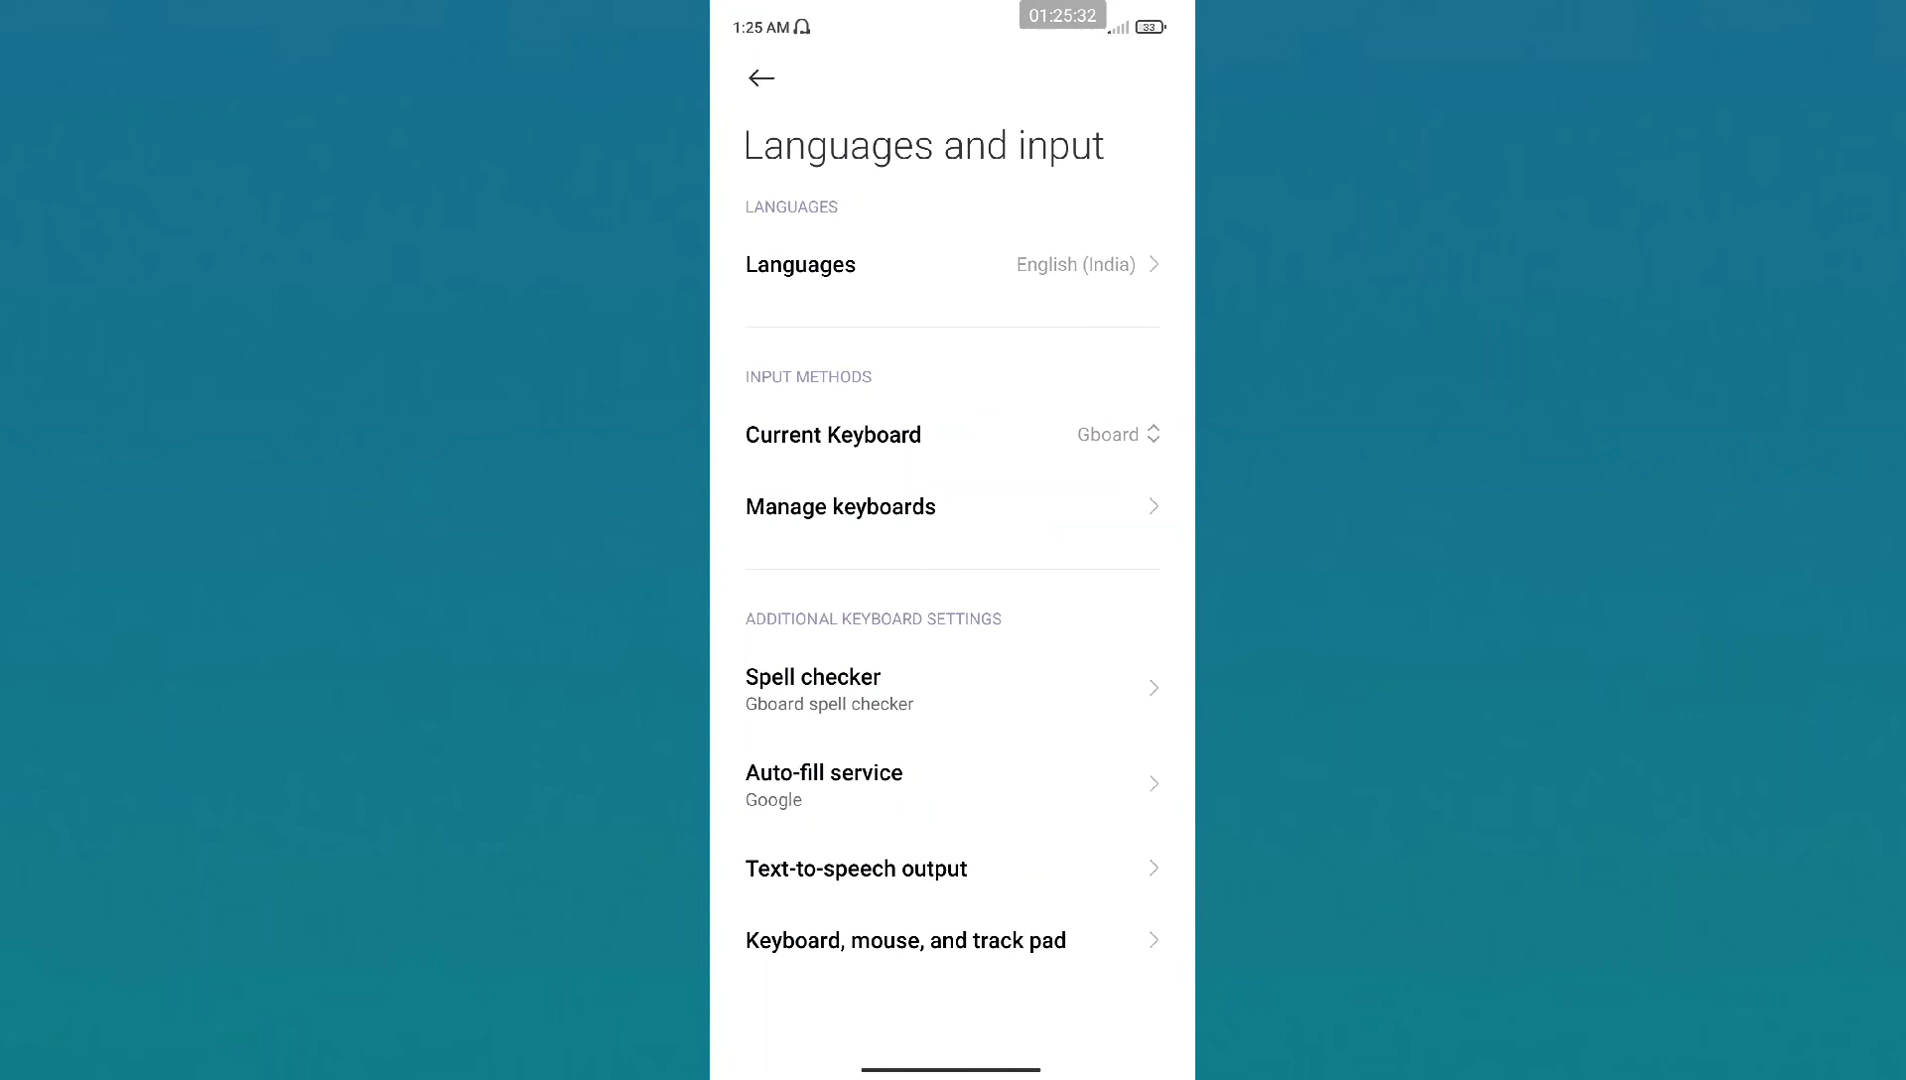 01:25:32
1:25 AM
33
Languages and input
LANGUAGES
Languages English (India)
INPUT METHODS
Current Keyboard Gboard
Manage keyboards
ADDITIONAL KEYBOARD SETTINGS
Spell checker
Gboard spell checker
Auto-fill service
Google
Text-to-speech output
Keyboard, mouse, and track pad